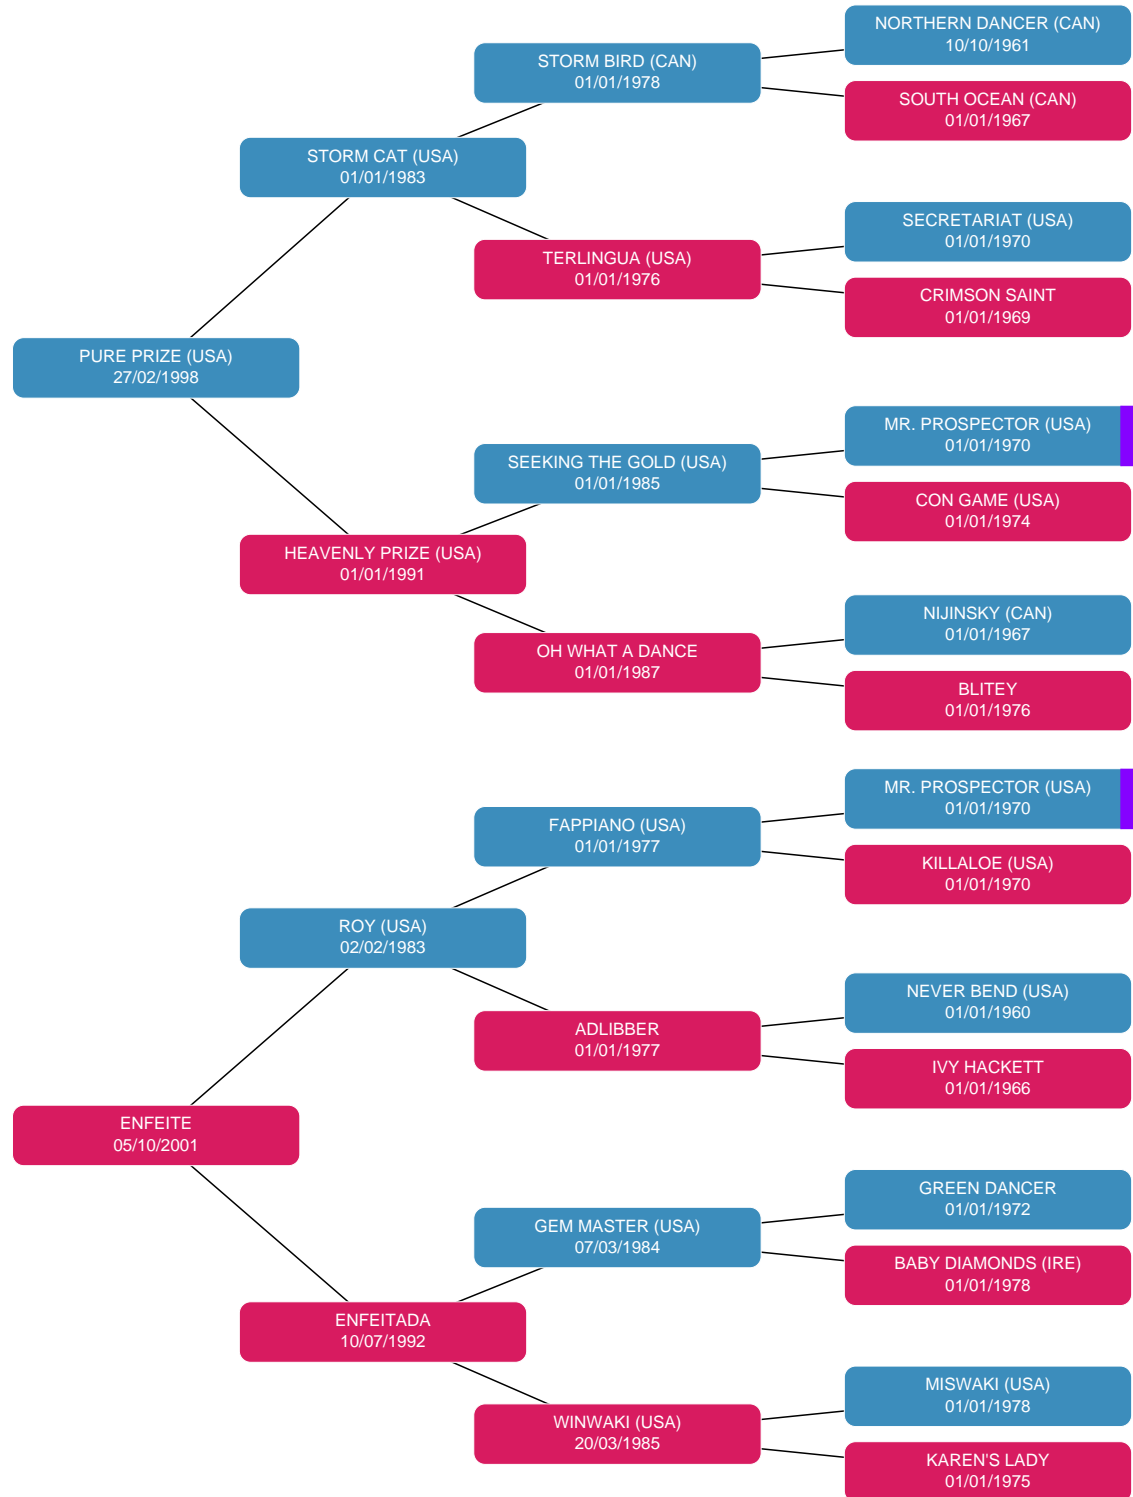 NORTHERN DANCER (CAN)
10/10/1961
STORM BIRD (CAN)
01/01/1978
SOUTH OCEAN (CAN)
01/01/1967
STORM CAT (USA)
01/01/1983
SECRETARIAT (USA)
01/01/1970
TERLINGUA (USA)
01/01/1976
CRIMSON SAINT
01/01/1969
PURE PRIZE (USA)
27/02/1998
MR. PROSPECTOR (USA)
01/01/1970
SEEKING THE GOLD (USA)
01/01/1985
CON GAME (USA)
01/01/1974
HEAVENLY PRIZE (USA)
01/01/1991
NIJINSKY (CAN)
01/01/1967
OH WHAT A DANCE
01/01/1987
BLITEY
01/01/1976
MR. PROSPECTOR (USA)
01/01/1970
FAPPIANO (USA)
01/01/1977
KILLALOE (USA)
01/01/1970
ROY (USA)
02/02/1983
NEVER BEND (USA)
01/01/1960
ADLIBBER
01/01/1977
IVY HACKETT
01/01/1966
ENFEITE
05/10/2001
GREEN DANCER
01/01/1972
GEM MASTER (USA)
07/03/1984
BABY DIAMONDS (IRE)
01/01/1978
ENFEITADA
10/07/1992
MISWAKI (USA)
01/01/1978
WINWAKI (USA)
20/03/1985
KAREN'S LADY
01/01/1975